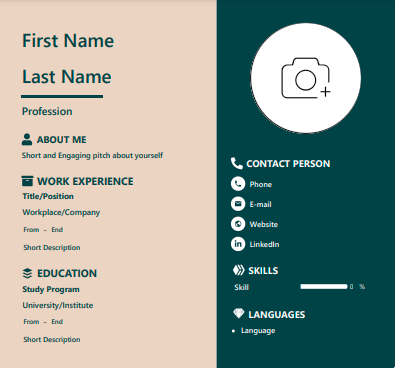 First Name
Last Name
Profession
ABOUT ME
Short and Engaging pitch about yourself
WORK EXPERIENCE
Title/Position
Workplace/Company
From – End
Short Description
EDUCATION
Study Program
University/Institute
From – End
Short Description
CONTACT PERSON
Phone
E-mail
Website
in LinkedIn
SKILLS
Skill 0 %
LANGUAGES
• Language